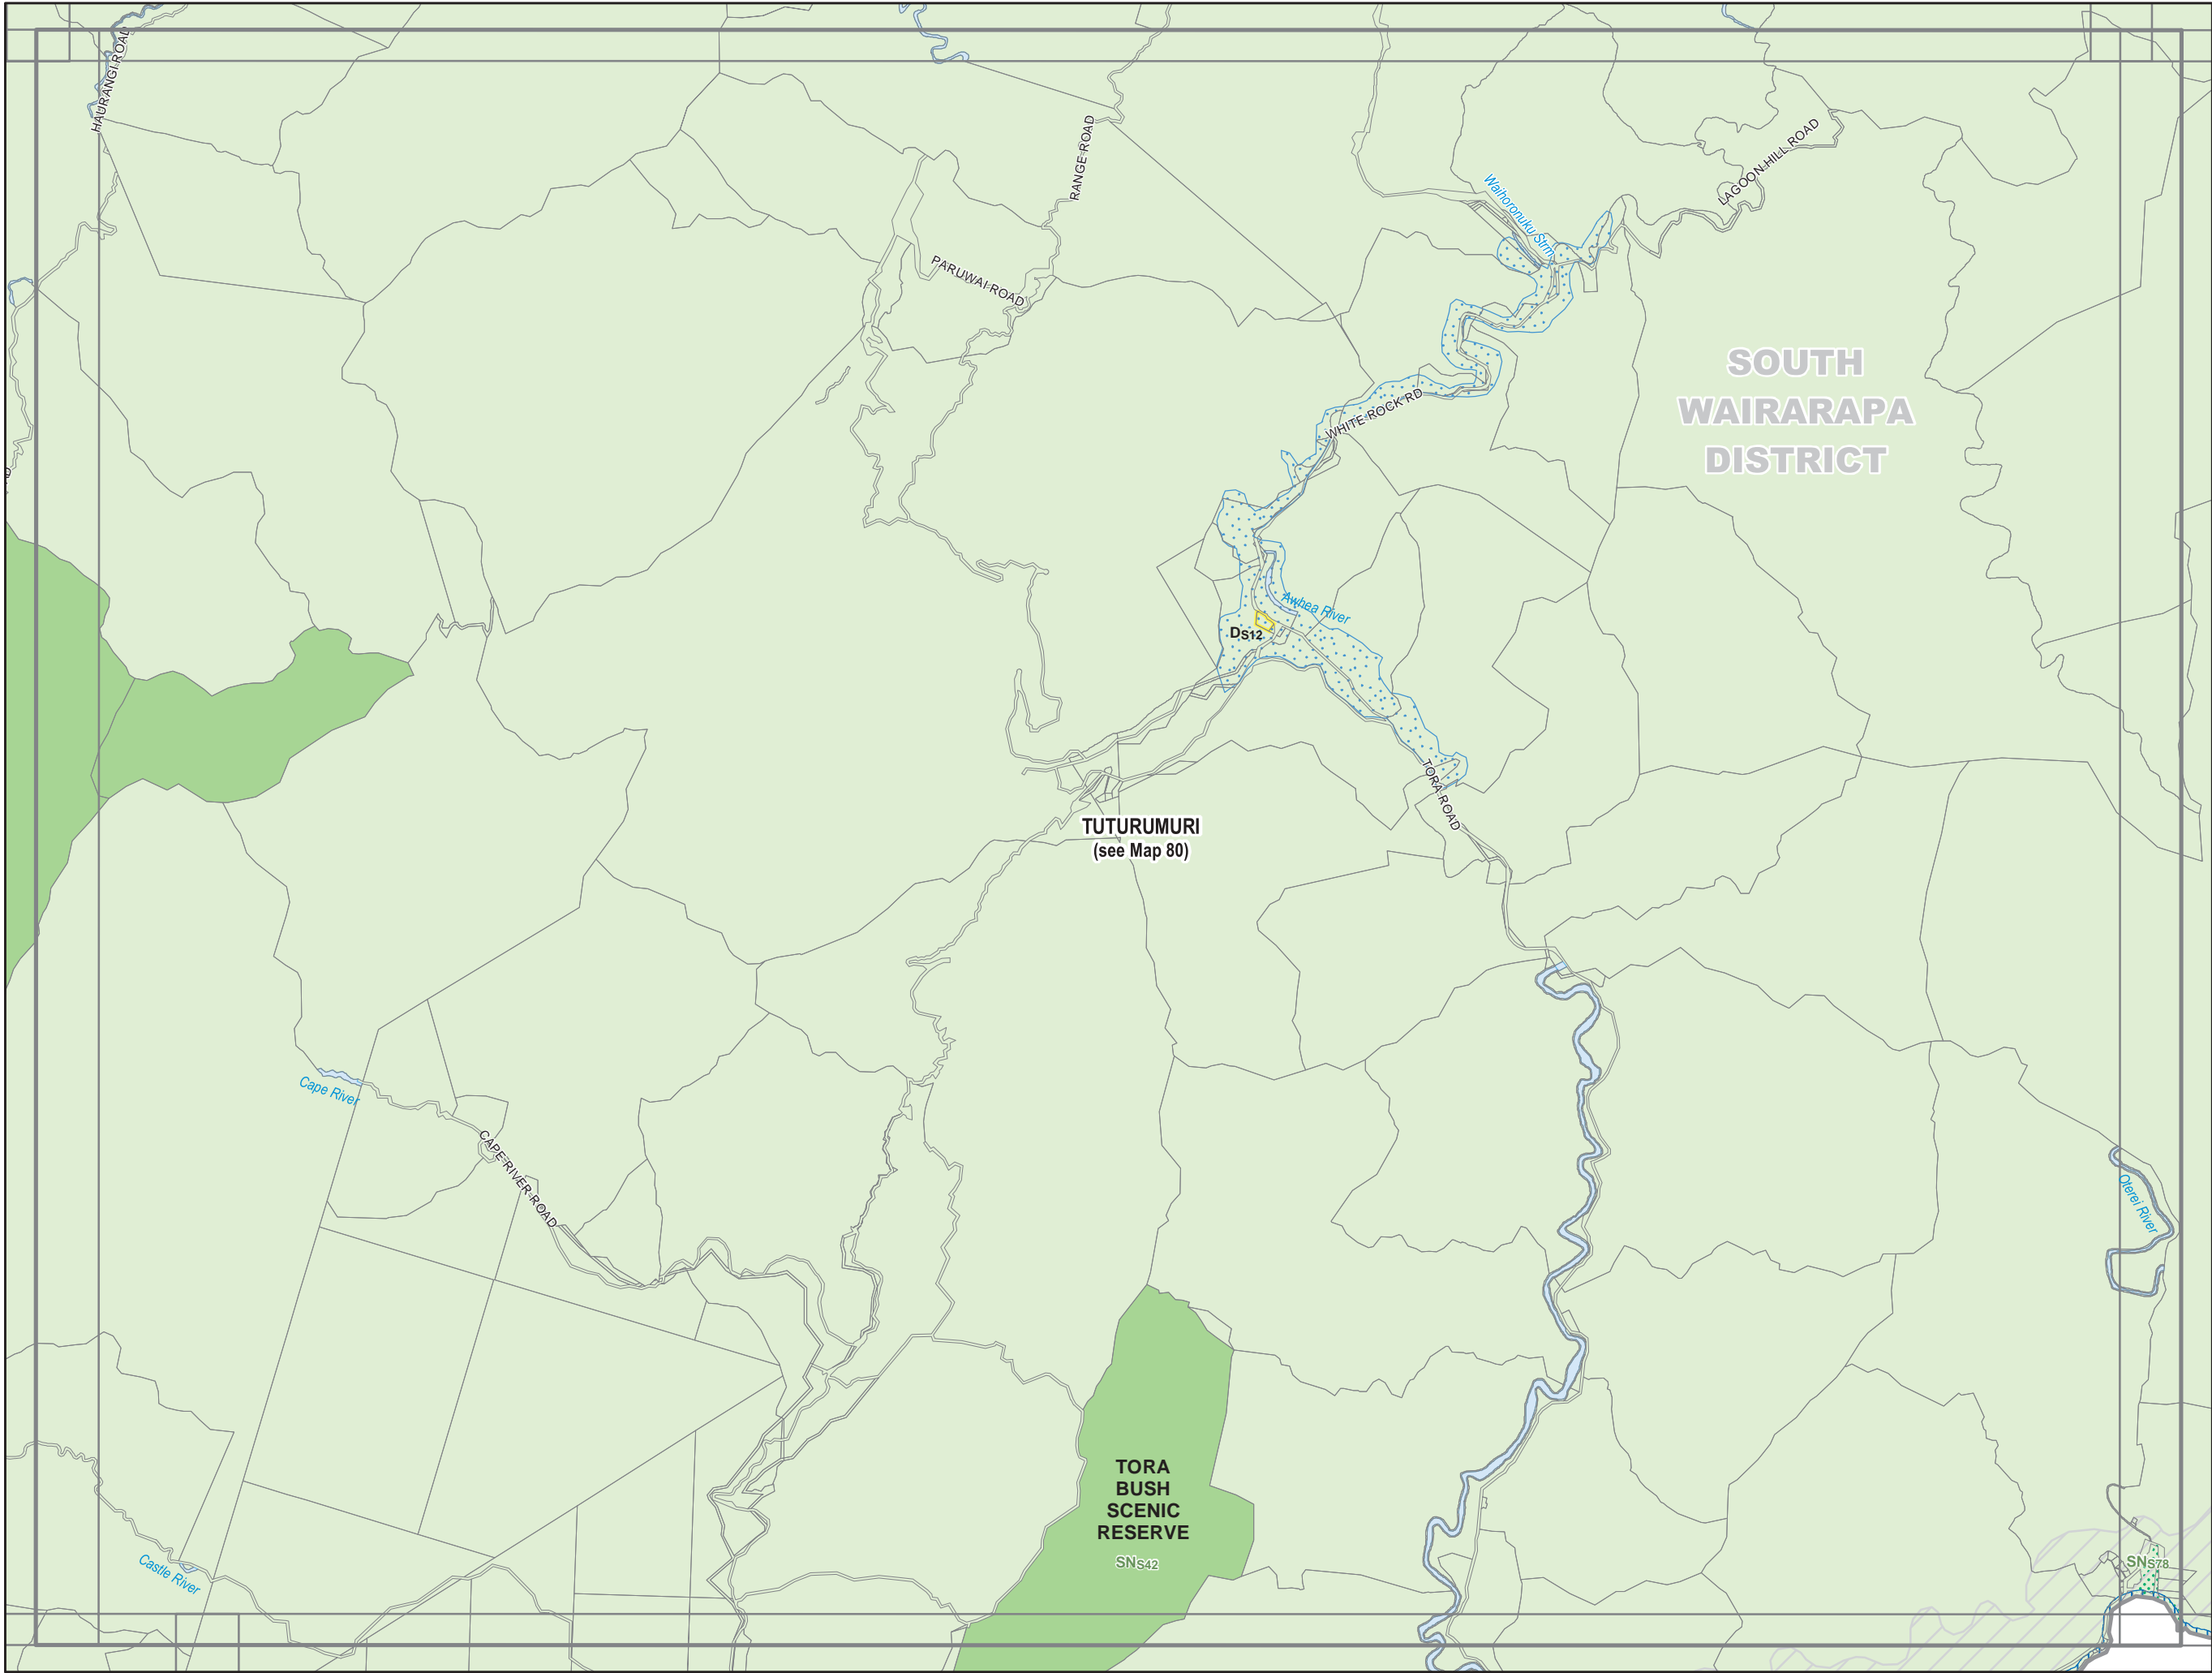 HAURANGI ROAD
RANGE ROAD
LAGOON HILL ROAD
Waihoronuku Strm
PARUWAI ROAD
SOUTH
WAIRARAPA
DISTRICT
WHITE ROCK RD
D
Awhea River
DS12
TORA ROAD
TUTURUMURI
(see Map 80)
Cape River
CAPE RIVER ROAD
Oterei River
TORA
BUSH
SCENIC
RESERVE
SNS42
Castle River
SNS78